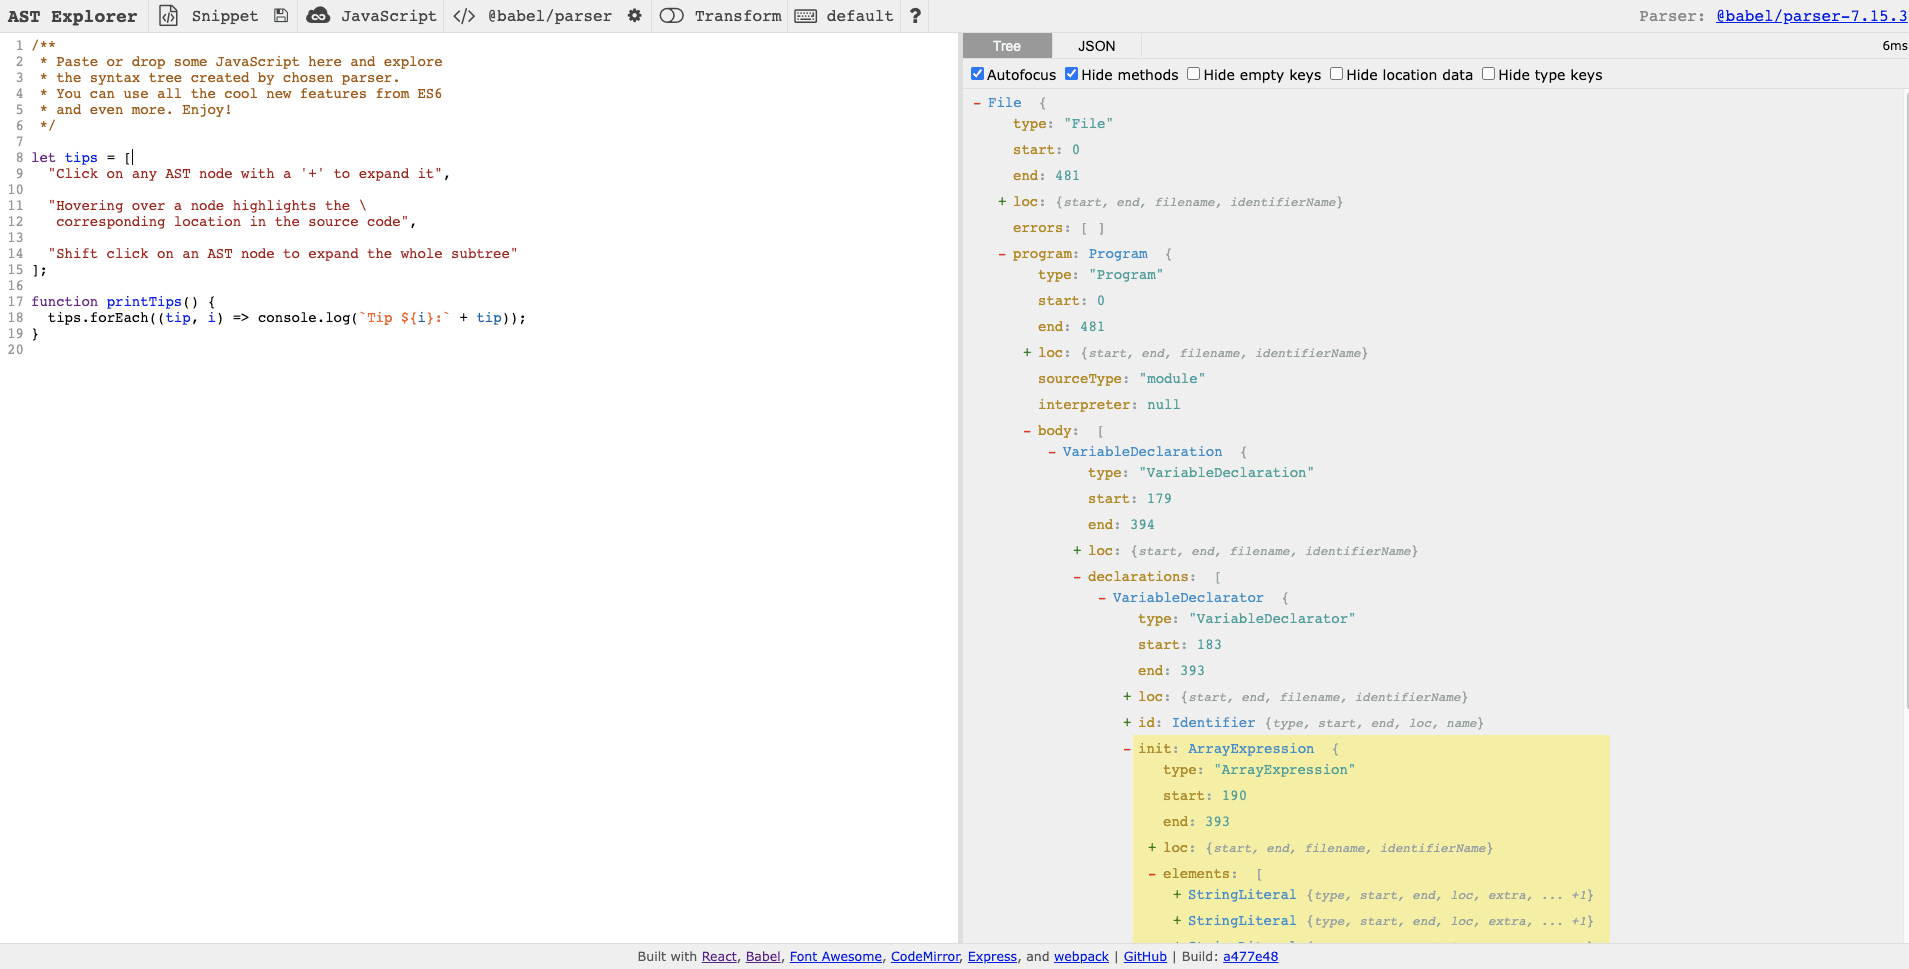 AST Explorer Snippet JavaScript </> @babel/parser Transform default ? Parser: @babel/parser-7.15.3
Tree JSON 6ms
Autofocus Hide methods Hide empty keys Hide location data Hide type keys
1 /**
2 * Paste or drop some JavaScript here and explore
3 * the syntax tree created by chosen parser.
4 * You can use all the cool new features from ES6
5 * and even more. Enjoy!
6 */
7
8 let tips = [
9 "Click on any AST node with a '+' to expand it",
10
11 "Hovering over a node highlights the \
12 corresponding location in the source code",
13
14 "Shift click on an AST node to expand the whole subtree"
15 ];
16
17 function printTips() {
18 tips.forEach((tip, i) => console.log(`Tip ${i}:` + tip));
19 }
20
- File {
type: "File"
start: 0
end: 481
+ loc: {start, end, filename, identifierName}
errors: [ ]
- program: Program {
type: "Program"
start: 0
end: 481
+ loc: {start, end, filename, identifierName}
sourceType: "module"
interpreter: null
- body: [
- VariableDeclaration {
type: "VariableDeclaration"
start: 179
end: 394
+ loc: {start, end, filename, identifierName}
- declarations: [
- VariableDeclarator {
type: "VariableDeclarator"
start: 183
end: 393
+ loc: {start, end, filename, identifierName}
+ id: Identifier {type, start, end, loc, name}
- init: ArrayExpression {
type: "ArrayExpression"
start: 190
end: 393
+ loc: {start, end, filename, identifierName}
- elements: [
+ StringLiteral {type, start, end, loc, extra, ... +1}
+ StringLiteral {type, start, end, loc, extra, ... +1}
Built with React, Babel, Font Awesome, CodeMirror, Express, and webpack | GitHub | Build: a477e48